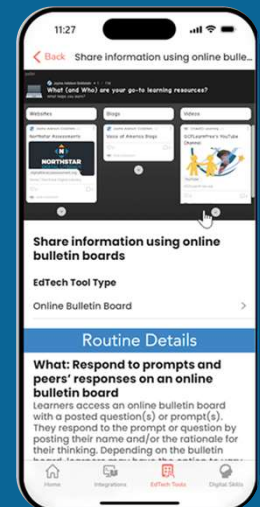 11:27
Back Share information using online bulle...
What (and Who) are your go-to learning resources?
Websites Blogs Videos
Northstar Assessments
Voice of America Blogs
GCFLearnFree's YouTube Channel
NORTHSTAR
Share information using online
bulletin boards
EdTech Tool Type
Online Bulletin Board
Routine Details
What: Respond to prompts and
peers' responses on an online
bulletin board
Learners access an online bulletin board
with a posted question(s) or prompt(s).
They respond to the prompt or question by
posting their name and/or the rationale for
their thinking. Depending on the bulletin
board, learners may have the option to vary
Home Integrations EdTech Tools Digital Skills